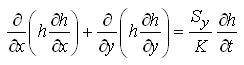 ∂/∂x (h ∂h/∂x) + ∂/∂y (h ∂h/∂y) = S_y/K ∂h/∂t